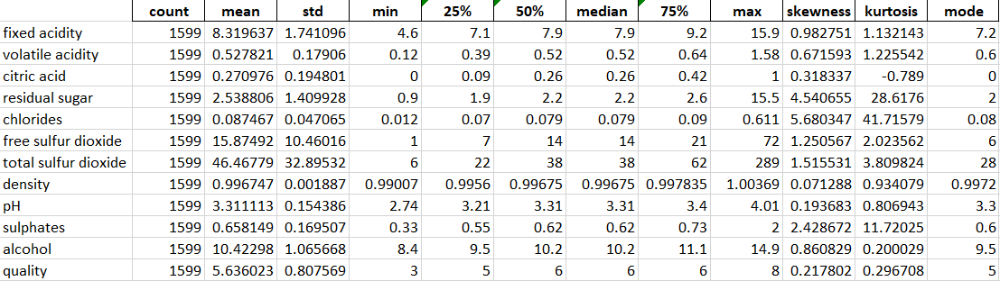 count mean std min 25% 50% median 75% max skewness kurtosis mode
fixed acidity 1599 8.319637 1.741096 4.6 7.1 7.9 7.9 9.2 15.9 0.982751 1.132143 7.2
volatile acidity 1599 0.527821 0.17906 0.12 0.39 0.52 0.52 0.64 1.58 0.671593 1.225542 0.6
citric acid 1599 0.270976 0.194801 0 0.09 0.26 0.26 0.42 1 0.318337 -0.789 0
residual sugar 1599 2.538806 1.409928 0.9 1.9 2.2 2.2 2.6 15.5 4.540655 28.6176 2
chlorides 1599 0.087467 0.047065 0.012 0.07 0.079 0.079 0.09 0.611 5.680347 41.71579 0.08
free sulfur dioxide 1599 15.87492 10.46016 1 7 14 14 21 72 1.250567 2.023562 6
total sulfur dioxide 1599 46.46779 32.89532 6 22 38 38 62 289 1.515531 3.809824 28
density 1599 0.996747 0.001887 0.99007 0.9956 0.99675 0.99675 0.997835 1.00369 0.071288 0.934079 0.9972
pH 1599 3.311113 0.154386 2.74 3.21 3.31 3.31 3.4 4.01 0.193683 0.806943 3.3
sulphates 1599 0.658149 0.169507 0.33 0.55 0.62 0.62 0.73 2 2.428672 11.72025 0.6
alcohol 1599 10.42298 1.065668 8.4 9.5 10.2 10.2 11.1 14.9 0.860829 0.200029 9.5
quality 1599 5.636023 0.807569 3 5 6 6 6 8 0.217802 0.296708 5